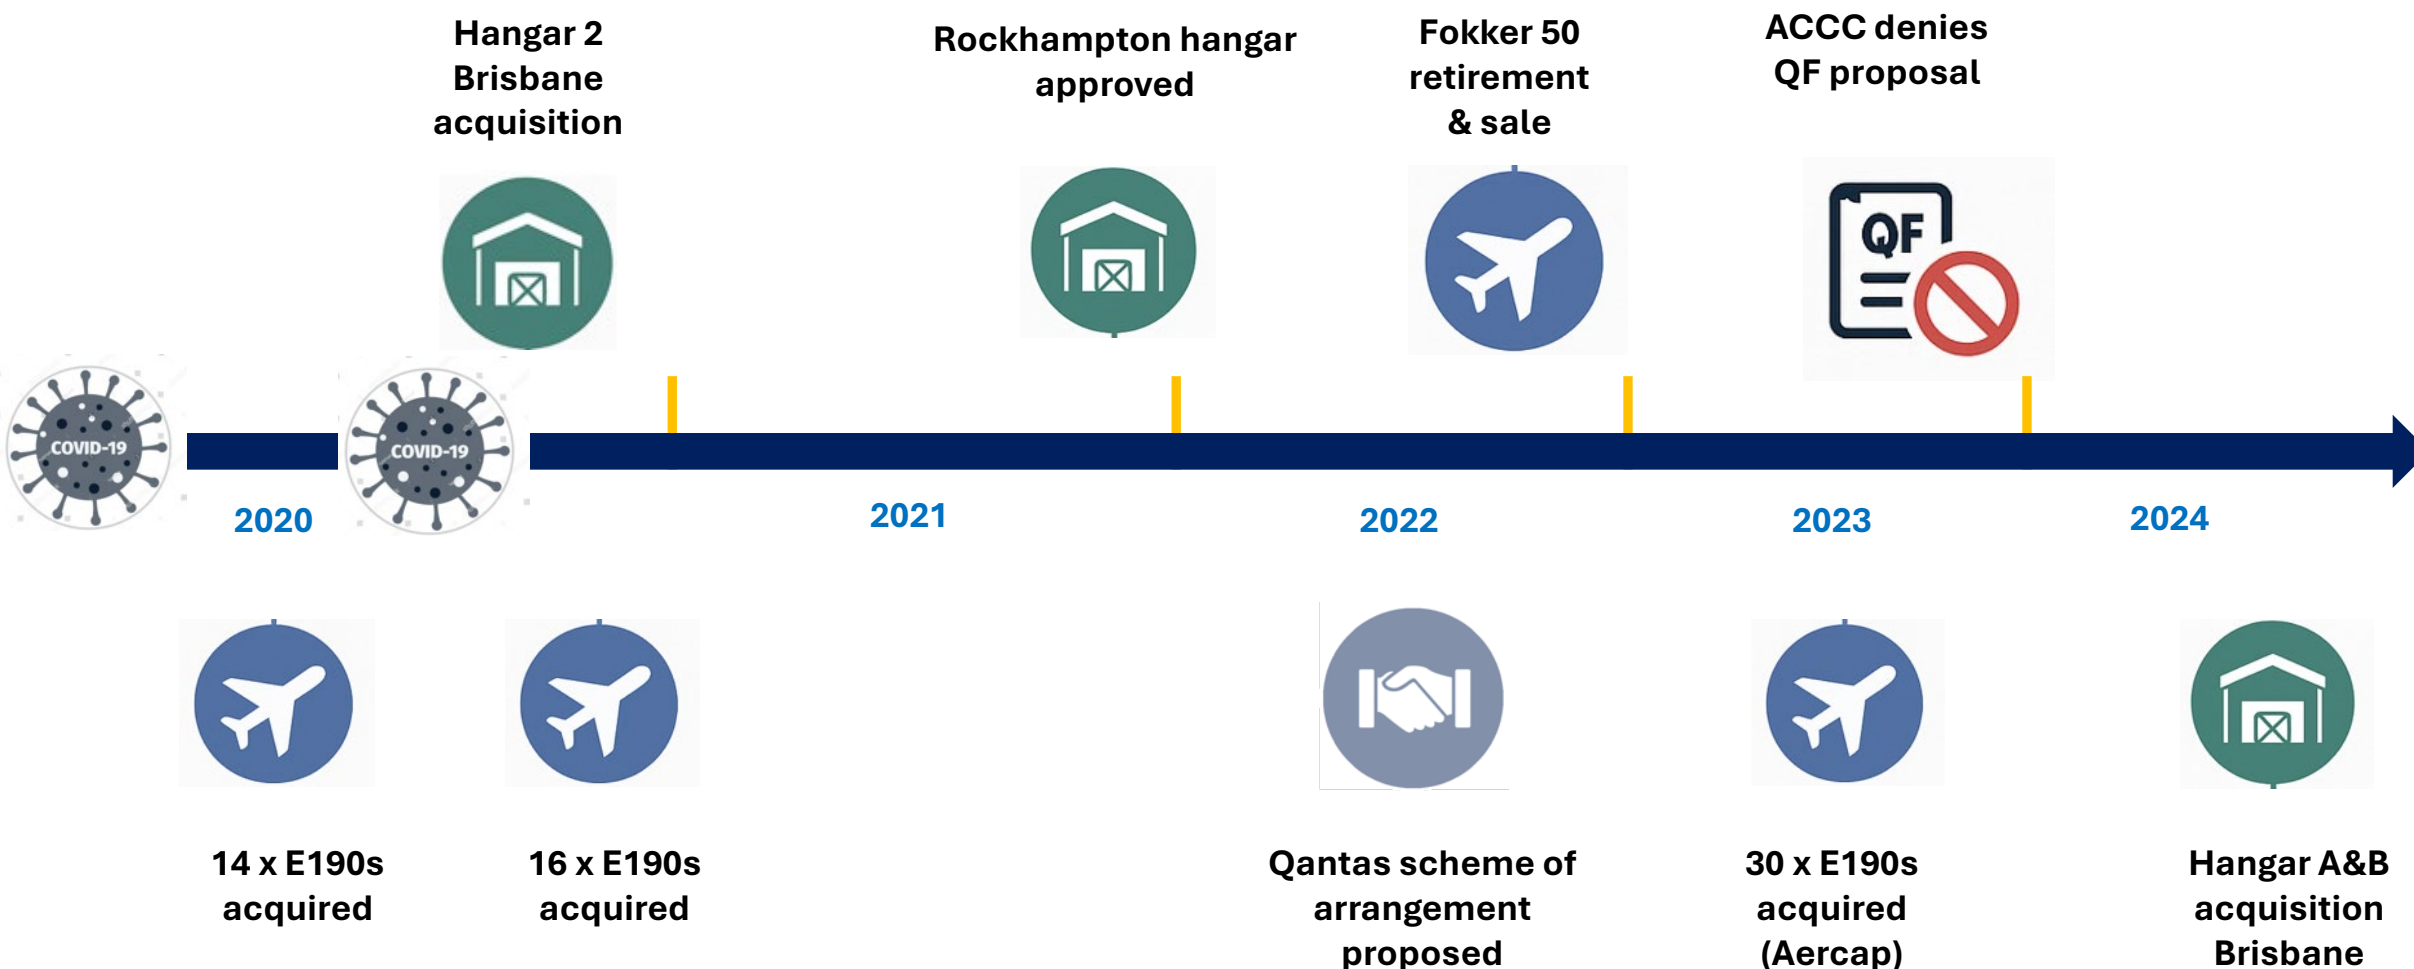 Hangar 2
Brisbane
acquisition
Rockhampton hangar
approved
Fokker 50
retirement
& sale
ACCC denies
QF proposal
QF
COVID-19
COVID-19
2020
2021
2022
2023
2024
14 x E190s
acquired
16 x E190s
acquired
Qantas scheme of
arrangement
proposed
30 x E190s
acquired
(Aercap)
Hangar A&B
acquisition
Brisbane